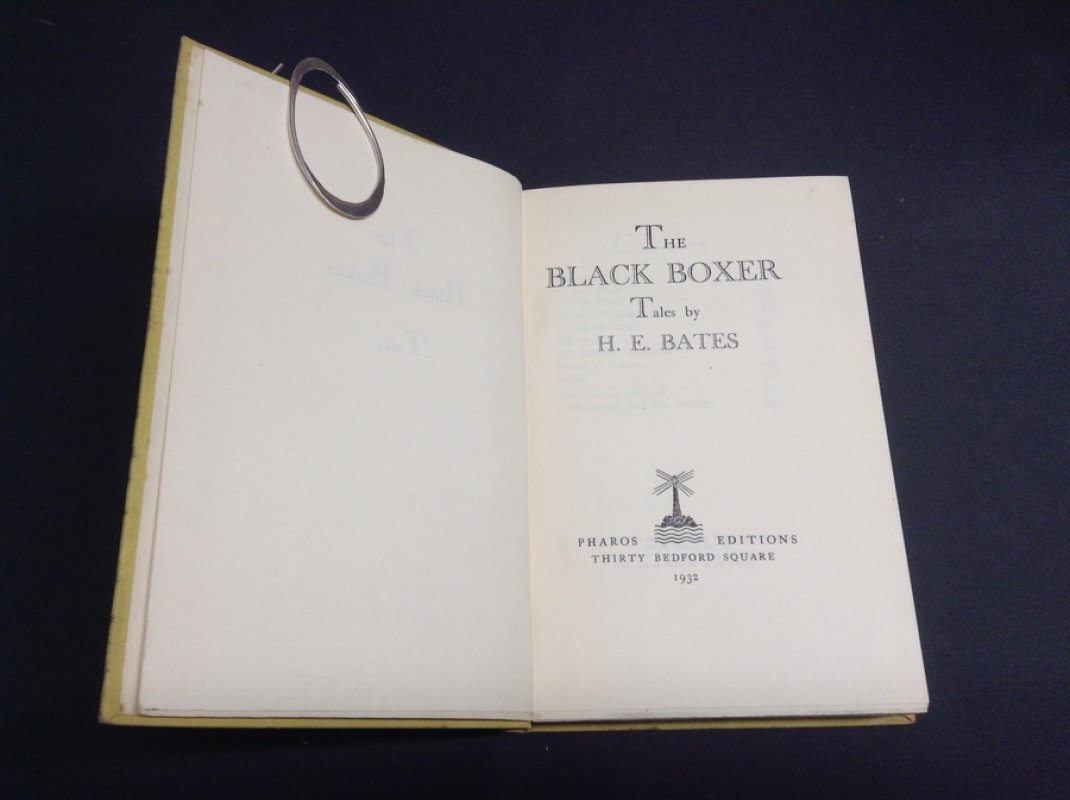 THE
BLACK BOXER
Tales by
H. E. BATES
PHAROS EDITIONS
THIRTY BEDFORD SQUARE
1932